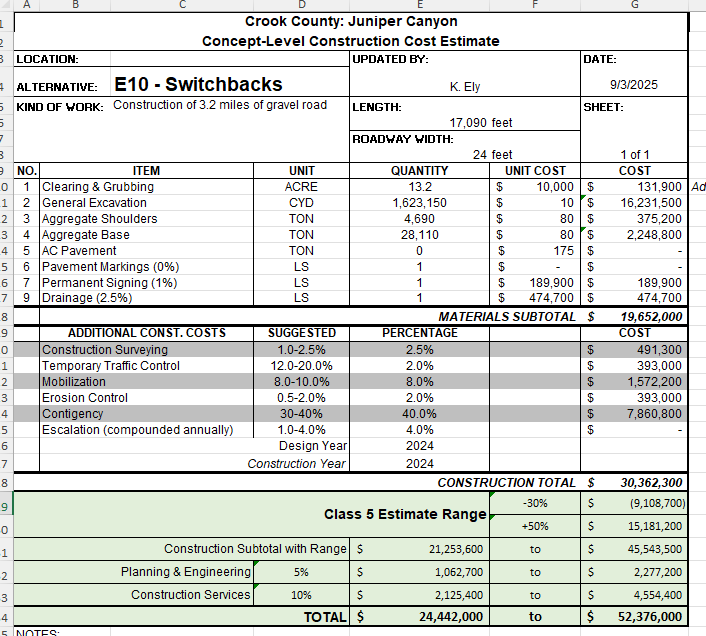 A B C D E F G
Crook County: Juniper Canyon
Concept-Level Construction Cost Estimate
LOCATION: UPDATED BY: DATE:
ALTERNATIVE: E10 - Switchbacks K. Ely 9/3/2025
KIND OF WORK: Construction of 3.2 miles of gravel road LENGTH: SHEET:
17,090 feet
ROADWAY WIDTH:
24 feet 1 of 1
NO. ITEM UNIT QUANTITY UNIT COST COST
1 Clearing & Grubbing ACRE 13.2 $ 10,000 $ 131,900 Ad
2 General Excavation CYD 1,623,150 $ 10 $ 16,231,500
3 Aggregate Shoulders TON 4,690 $ 80 $ 375,200
4 Aggregate Base TON 28,110 $ 80 $ 2,248,800
5 AC Pavement TON 0 $ 175 $ -
6 Pavement Markings (0%) LS 1 $ - $ -
7 Permanent Signing (1%) LS 1 $ 189,900 $ 189,900
9 Drainage (2.5%) LS 1 $ 474,700 $ 474,700
MATERIALS SUBTOTAL $ 19,652,000
ADDITIONAL CONST. COSTS SUGGESTED PERCENTAGE COST
Construction Surveying 1.0-2.5% 2.5% $ 491,300
Temporary Traffic Control 12.0-20.0% 2.0% $ 393,000
Mobilization 8.0-10.0% 8.0% $ 1,572,200
Erosion Control 0.5-2.0% 2.0% $ 393,000
Contigency 30-40% 40.0% $ 7,860,800
Escalation (compounded annually) 1.0-4.0% 4.0% $ -
Design Year 2024
Construction Year 2024
CONSTRUCTION TOTAL $ 30,362,300
Class 5 Estimate Range -30% $ (9,108,700)
+50% $ 15,181,200
Construction Subtotal with Range $ 21,253,600 to $ 45,543,500
Planning & Engineering 5% $ 1,062,700 to $ 2,277,200
Construction Services 10% $ 2,125,400 to $ 4,554,400
TOTAL $ 24,442,000 to $ 52,376,000
NOTES: